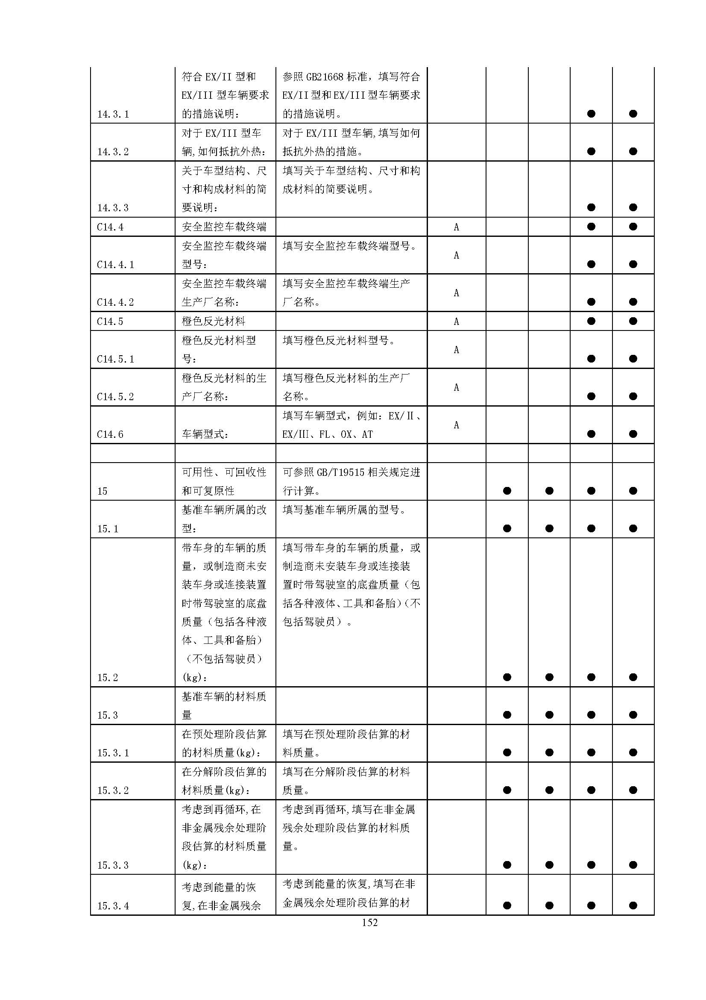 符合 EX/II 型和
EX/III 型车辆要求
的措施说明：
参照 GB21668 标准，填写符合
EX/II 型和 EX/III 型车辆要求
的措施说明。
14.3.1 ● ●
对于 EX/III 型车
辆,如何抵抗外热：
对于 EX/III 型车辆,填写如何
抵抗外热的措施。
14.3.2 ● ●
关于车型结构、尺
寸和构成材料的简
要说明：
填写关于车型结构、尺寸和构
成材料的简要说明。
14.3.3 ● ●
C14.4 安全监控车载终端 A ● ●
安全监控车载终端
型号：
填写安全监控车载终端型号。
C14.4.1 A ● ●
安全监控车载终端
生产厂名称：
填写安全监控车载终端生产
厂名称。
C14.4.2 A ● ●
C14.5 橙色反光材料 A ● ●
橙色反光材料型
号：
填写橙色反光材料型号。
C14.5.1 A ● ●
橙色反光材料的生
产厂名称：
填写橙色反光材料的生产厂
名称。
C14.5.2 A ● ●
车辆型式：
填写车辆型式，例如：EX/Ⅱ、
EX/Ⅲ、FL、OX、AT
C14.6 A ● ●
可用性、可回收性
和可复原性
可参照 GB/T19515 相关规定进
行计算。
15 ● ● ● ●
基准车辆所属的改
型：
填写基准车辆所属的型号。
15.1 ● ● ● ●
带车身的车辆的质
量，或制造商未安
装车身或连接装置
时带驾驶室的底盘
质量（包括各种液
体、工具和备胎）
（不包括驾驶员）
(kg)：
填写带车身的车辆的质量，或
制造商未安装车身或连接装
置时带驾驶室的底盘质量（包
括各种液体、工具和备胎）（不
包括驾驶员）。
15.2 ● ● ● ●
基准车辆的材料质
量
15.3 ● ● ● ●
在预处理阶段估算
的材料质量(kg)：
填写在预处理阶段估算的材
料质量。
15.3.1 ● ● ● ●
在分解阶段估算的
材料质量(kg)：
填写在分解阶段估算的材料
质量。
15.3.2 ● ● ● ●
考虑到再循环,在
非金属残余处理阶
段估算的材料质量
(kg)：
考虑到再循环,填写在非金属
残余处理阶段估算的材料质
量。
15.3.3 ● ● ● ●
考虑到能量的恢
复,在非金属残余
考虑到能量的恢复,填写在非
金属残余处理阶段估算的材
15.3.4 ● ● ● ●
152